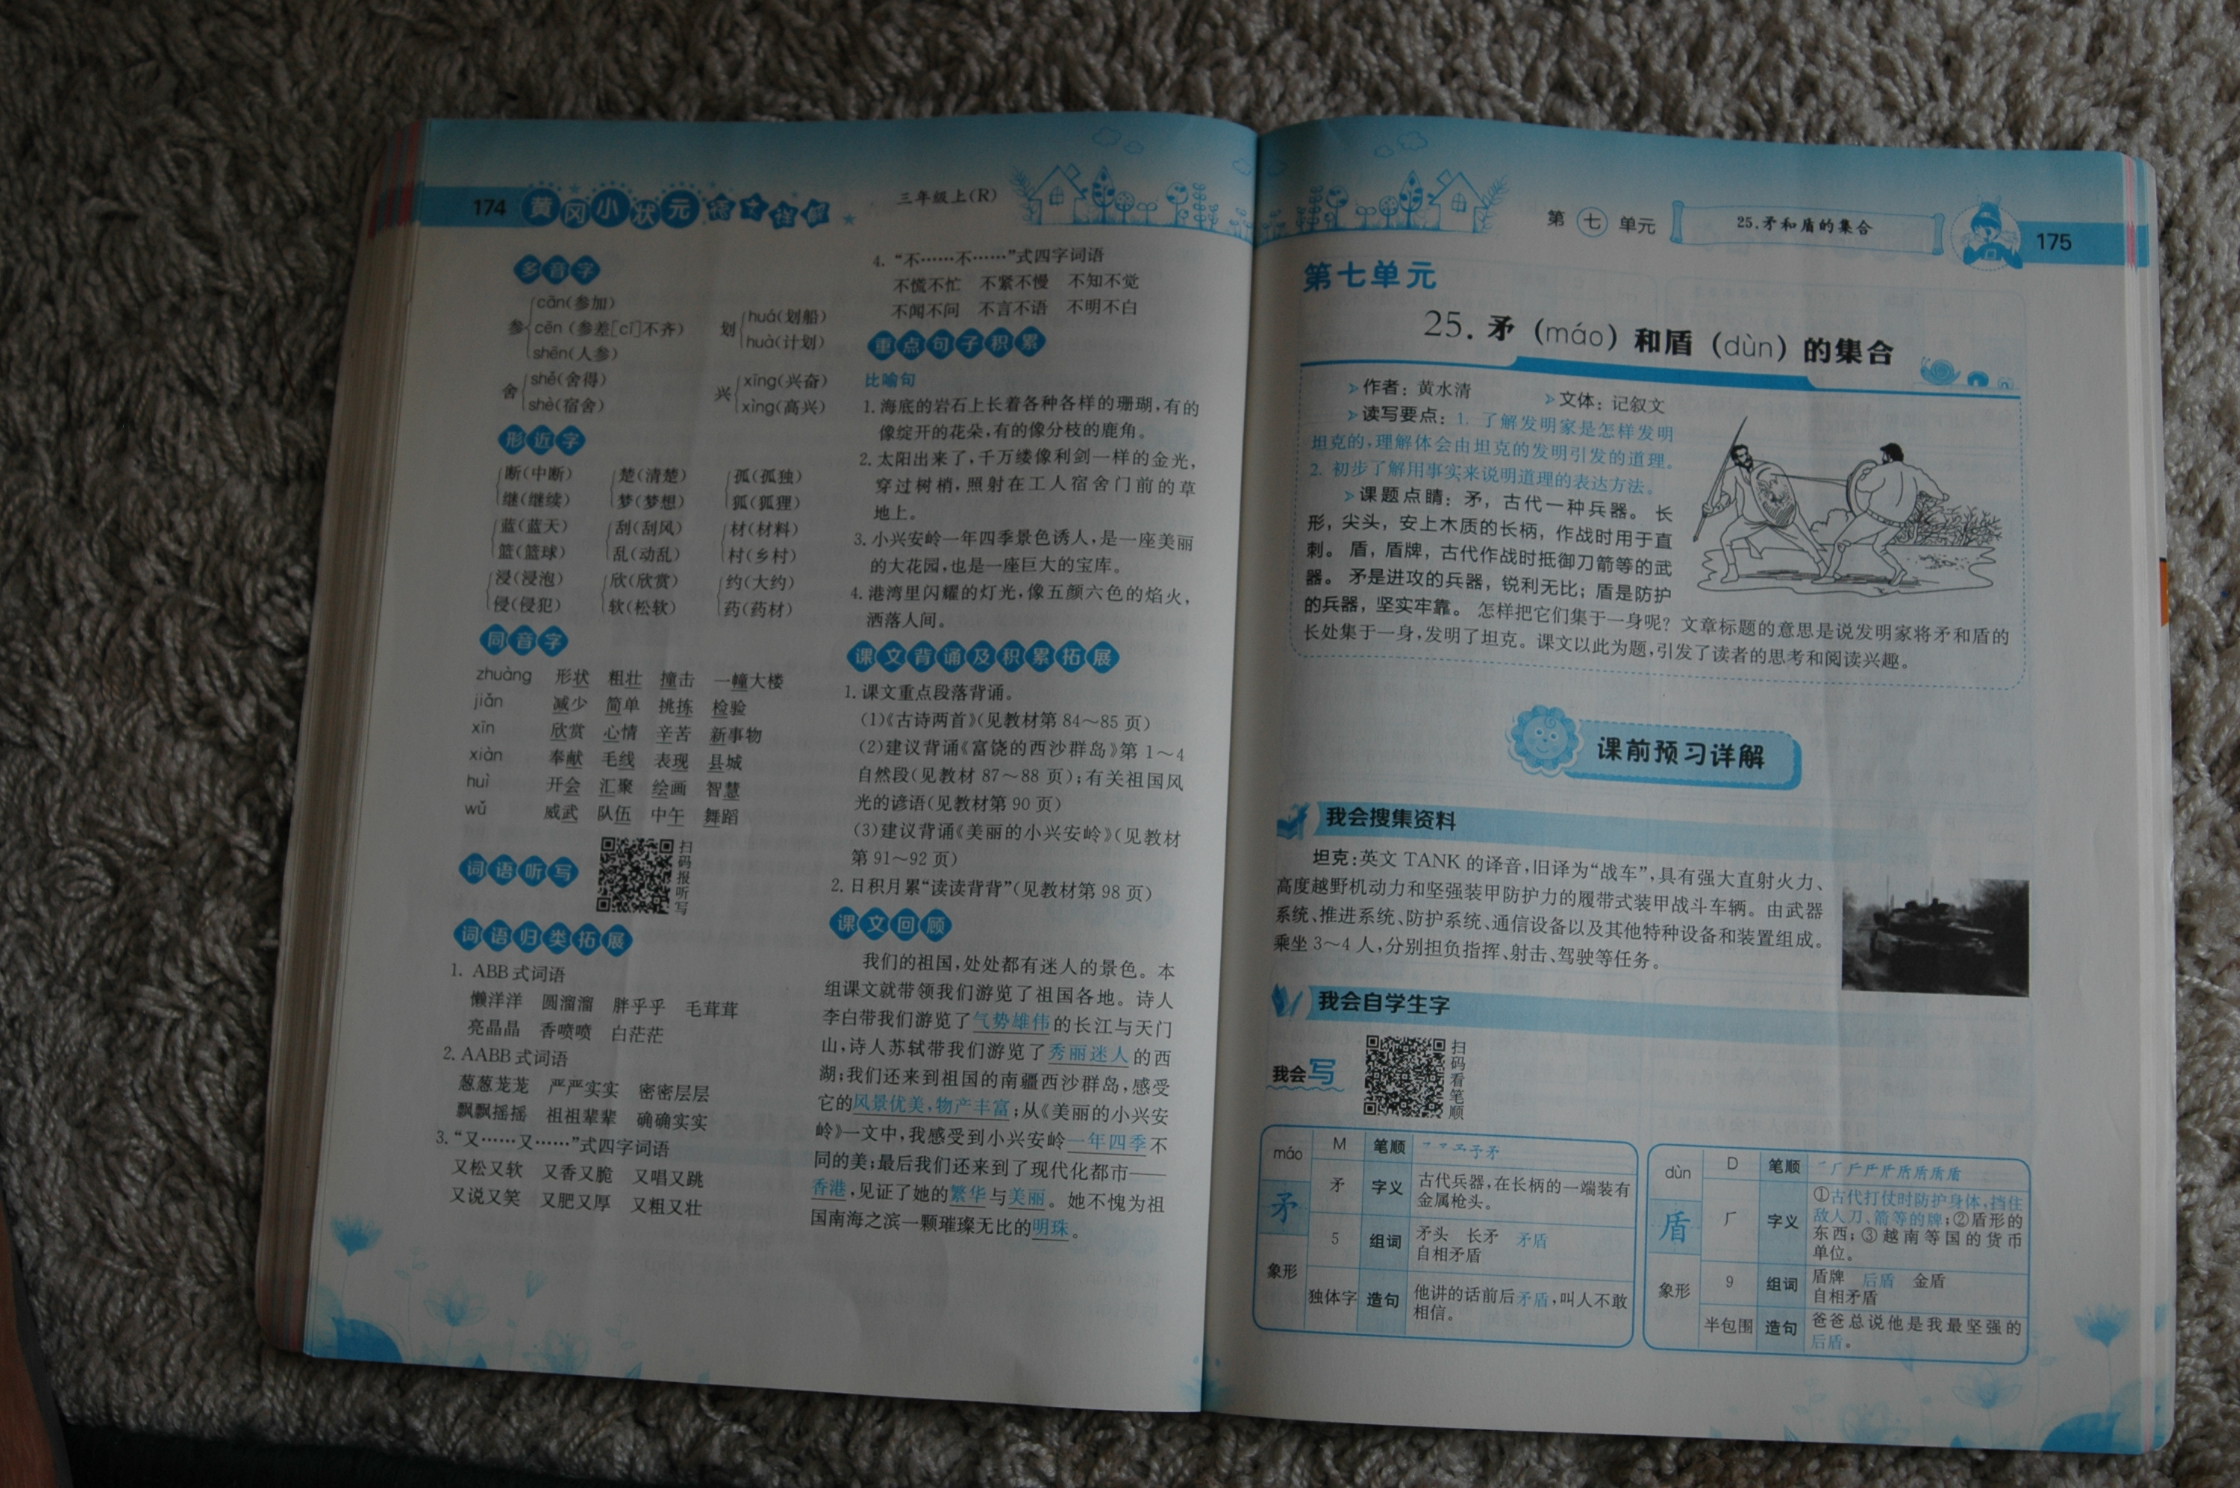 174 黄冈小状元 详解
三年级上(R)
多音字
参
cān(参加)
cēn(参差[cī]不齐)
shēn(人参)
划
huá(划船)
huà(计划)
舍
shě(舍得)
shè(宿舍)
兴
xīng(兴奋)
xìng(高兴)
形近字
断(中断) 楚(清楚) 孤(孤独)
继(继续) 梦(梦想) 狐(狐狸)
蓝(蓝天) 刮(刮风) 材(材料)
篮(篮球) 乱(动乱) 村(乡村)
浸(浸泡) 欣(欣赏) 约(大约)
侵(侵犯) 软(松软) 药(药材)
同音字
zhuàng 形状 粗壮 撞击 一幢大楼
jiǎn 减少 简单 挑拣 检验
xīn 欣赏 心情 辛苦 新事物
xiàn 奉献 毛线 表现 县城
huì 开会 汇聚 绘画 智慧
wǔ 威武 队伍 中午 舞蹈
词语听写
扫码报听写
词语归类拓展
1. ABB式词语
懒洋洋 圆溜溜 胖乎乎 毛茸茸
亮晶晶 香喷喷 白茫茫
2. AABB式词语
葱葱茏茏 严严实实 密密层层
飘飘摇摇 祖祖辈辈 确确实实
3. “又……又……”式四字词语
又松又软 又香又脆 又唱又跳
又说又笑 又肥又厚 又粗又壮
4. “不……不……”式四字词语
不慌不忙 不紧不慢 不知不觉
不闻不问 不言不语 不明不白
重点句子积累
比喻句
1. 海底的岩石上长着各种各样的珊瑚,有的
像绽开的花朵,有的像分枝的鹿角。
2. 太阳出来了,千万缕像利剑一样的金光,
穿过树梢,照射在工人宿舍门前的草
地上。
3. 小兴安岭一年四季景色诱人,是一座美丽
的大花园,也是一座巨大的宝库。
4. 港湾里闪耀的灯光,像五颜六色的焰火,
洒落人间。
课文背诵及积累拓展
1. 课文重点段落背诵。
(1)《古诗两首》(见教材第84~85页)
(2)建议背诵《富饶的西沙群岛》第1~4
自然段(见教材87~88页);有关祖国风
光的谚语(见教材第90页)
(3)建议背诵《美丽的小兴安岭》(见教材
第91~92页)
2. 日积月累“读读背背”(见教材第98页)
课文回顾
我们的祖国,处处都有迷人的景色。本
组课文就带领我们游览了祖国各地。诗人
李白带我们游览了气势雄伟的长江与天门
山,诗人苏轼带我们游览了秀丽迷人的西
湖;我们还来到祖国的南疆西沙群岛,感受
它的风景优美,物产丰富;从《美丽的小兴安
岭》一文中,我感受到小兴安岭一年四季不
同的美;最后我们还来到了现代化都市——
香港,见证了她的繁华与美丽。她不愧为祖
国南海之滨一颗璀璨无比的明珠。
第七单元 25.矛和盾的集合 175
第七单元
25.矛(máo)和盾(dùn)的集合
作者:黄水清 文体:记叙文
读写要点:1. 了解发明家是怎样发明
坦克的,理解体会由坦克的发明引发的道理。
2. 初步了解用事实来说明道理的表达方法。
课题点睛:矛,古代一种兵器。长
形,尖头,安上木质的长柄,作战时用于直
刺。盾,盾牌,古代作战时抵御刀箭等的武
器。矛是进攻的兵器,锐利无比;盾是防护
的兵器,坚实牢靠。怎样把它们集于一身呢?文章标题的意思是说发明家将矛和盾的
长处集于一身,发明了坦克。课文以此为题,引发了读者的思考和阅读兴趣。
课前预习详解
我会搜集资料
坦克:英文TANK的译音,旧译为“战车”,具有强大直射火力、
高度越野机动力和坚强装甲防护力的履带式装甲战斗车辆。由武器
系统、推进系统、防护系统、通信设备以及其他特种设备和装置组成。
乘坐3~4人,分别担负指挥、射击、驾驶等任务。
我会自学生字
我会写
扫码看笔顺
máo M 笔顺
矛 矛 字义 古代兵器,在长柄的一端装有
金属枪头。
5 组词 矛头 长矛 矛盾
自相矛盾
象形 独体字 造句 他讲的话前后矛盾,叫人不敢
相信。
dùn D 笔顺
盾 厂 字义 ①古代打仗时防护身体,挡住
敌人刀、箭等的牌;②盾形的
东西;③越南等国的货币
单位。
9 组词 盾牌 后盾 金盾
自相矛盾
象形 半包围 造句 爸爸总说他是我最坚强的
后盾。